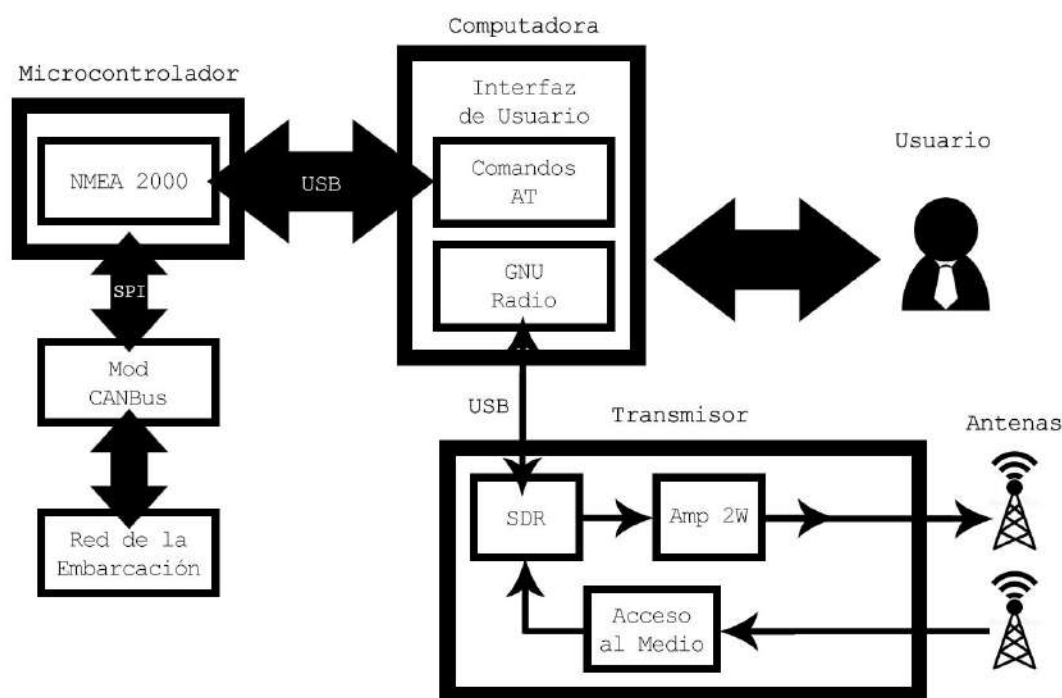 Computadora
Microcontrolador
Interfaz
de Usuario
Usuario
NMEA 2000
USB
Comandos
AT
GNU
Radio
SPI
Mod
CANBus
USB
Transmisor
Antenas
SDR
Amp 2W
Red de la
Embarcación
Acceso
al Medio